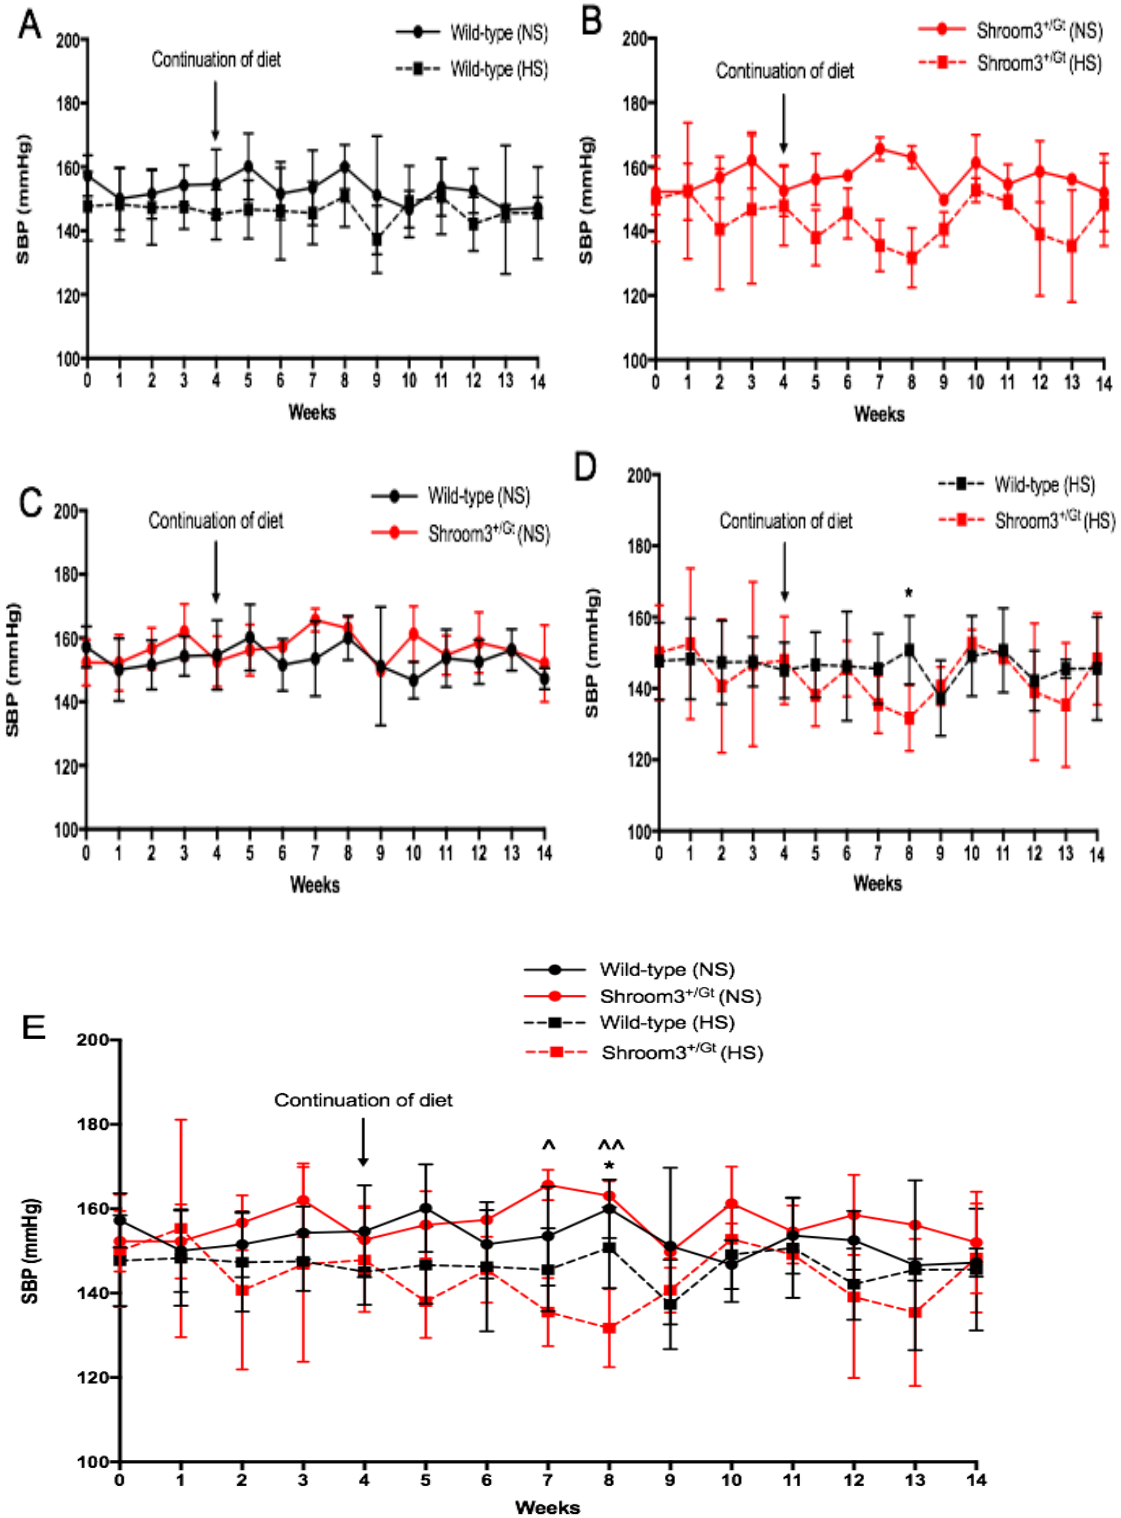 A
Wild-type (NS)
Wild-type (HS)
Continuation of diet
SBP (mmHg)
200
180
160
140
120
100
0 1 2 3 4 5 6 7 8 9 10 11 12 13 14
Weeks
B
Shroom3+/Gt (NS)
Shroom3+/Gt (HS)
Continuation of diet
SBP (mmHg)
200
180
160
140
120
100
0 1 2 3 4 5 6 7 8 9 10 11 12 13 14
Weeks
C
Wild-type (NS)
Shroom3+/Gt (NS)
Continuation of diet
SBP (mmHg)
200
180
160
140
120
100
0 1 2 3 4 5 6 7 8 9 10 11 12 13 14
Weeks
D
Wild-type (HS)
Shroom3+/Gt (HS)
Continuation of diet
*
SBP (mmHg)
200
180
160
140
120
100
0 1 2 3 4 5 6 7 8 9 10 11 12 13 14
Weeks
Wild-type (NS)
Shroom3+/Gt (NS)
Wild-type (HS)
Shroom3+/Gt (HS)
E
Continuation of diet
^ ^^
*
SBP (mmHg)
200
180
160
140
120
100
0 1 2 3 4 5 6 7 8 9 10 11 12 13 14
Weeks